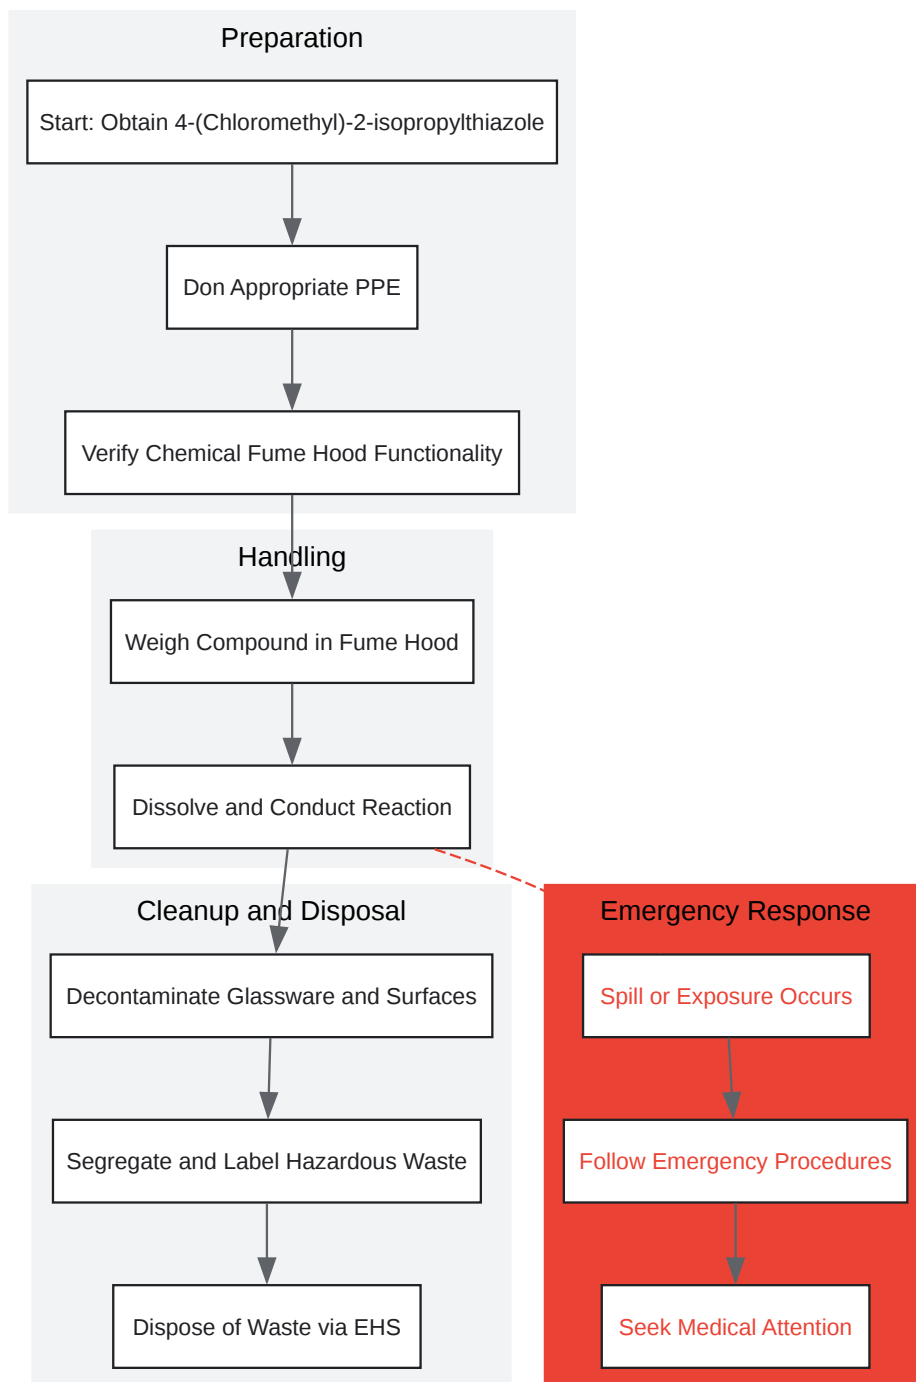 Preparation
Start: Obtain 4-(Chloromethyl)-2-isopropylthiazole
Don Appropriate PPE
Verify Chemical Fume Hood Functionality
Handling
Weigh Compound in Fume Hood
Dissolve and Conduct Reaction
Cleanup and Disposal
Decontaminate Glassware and Surfaces
Segregate and Label Hazardous Waste
Dispose of Waste via EHS
Emergency Response
Spill or Exposure Occurs
Follow Emergency Procedures
Seek Medical Attention